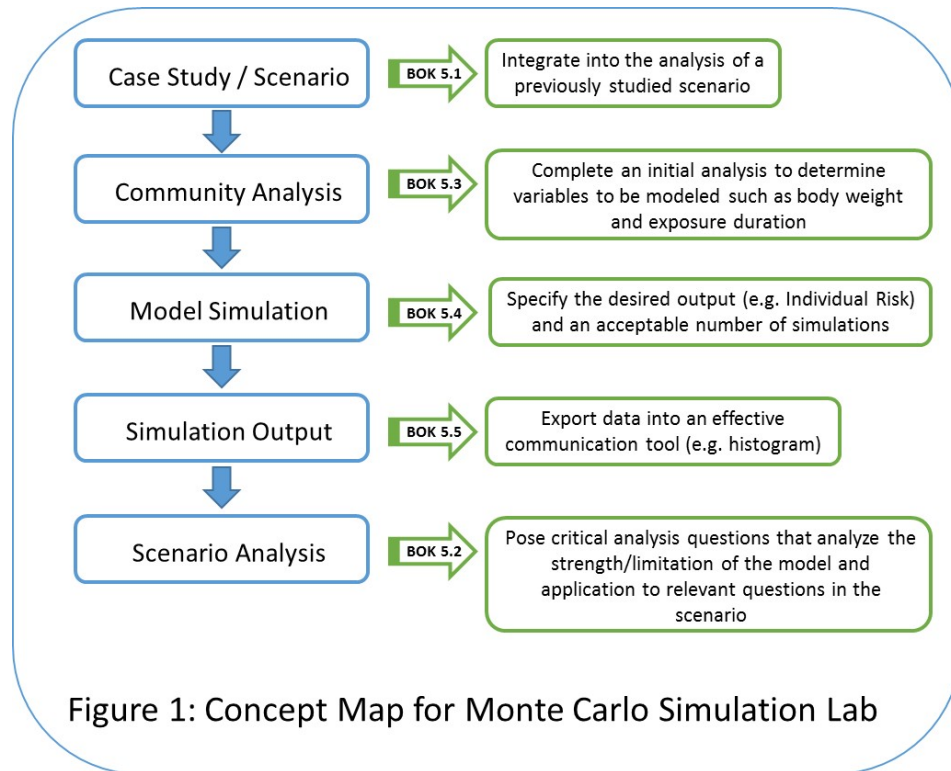 Case Study / Scenario
BOK 5.1
Integrate into the analysis of a
previously studied scenario
Community Analysis
BOK 5.3
Complete an initial analysis to determine
variables to be modeled such as body weight
and exposure duration
Model Simulation
BOK 5.4
Specify the desired output (e.g. Individual Risk)
and an acceptable number of simulations
Simulation Output
BOK 5.5
Export data into an effective
communication tool (e.g. histogram)
Scenario Analysis
BOK 5.2
Pose critical analysis questions that analyze the
strength/limitation of the model and
application to relevant questions in the
scenario
Figure 1: Concept Map for Monte Carlo Simulation Lab